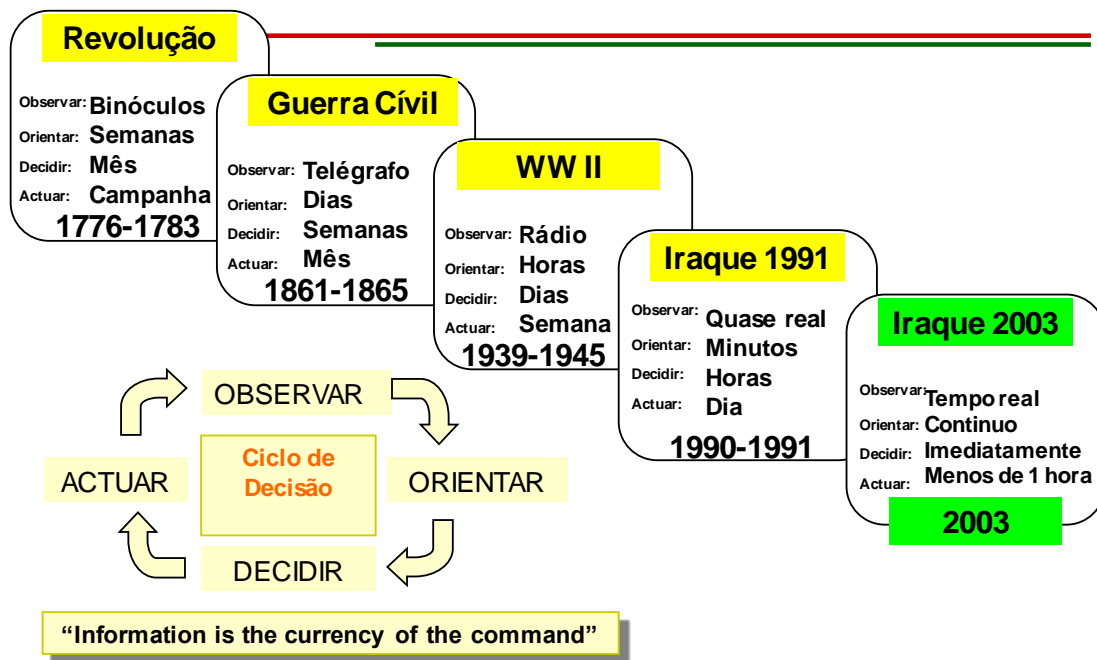 Revolução
Observar: Binóculos
Orientar: Semanas
Decidir: Mês
Actuar: Campanha
1776-1783
Guerra Cívil
Observar: Telégrafo
Orientar: Dias
Decidir: Semanas
Actuar: Mês
1861-1865
WW II
Observar: Rádio
Orientar: Horas
Decidir: Dias
Actuar: Semana
1939-1945
Iraque 1991
Observar: Quase real
Orientar: Minutos
Decidir: Horas
Actuar: Dia
1990-1991
Iraque 2003
Observar: Tempo real
Orientar: Continuo
Decidir: Imediatamente
Actuar: Menos de 1 hora
2003
OBSERVAR
ORIENTAR
DECIDIR
ACTUAR
Ciclo de
Decisão
“Information is the currency of the command”